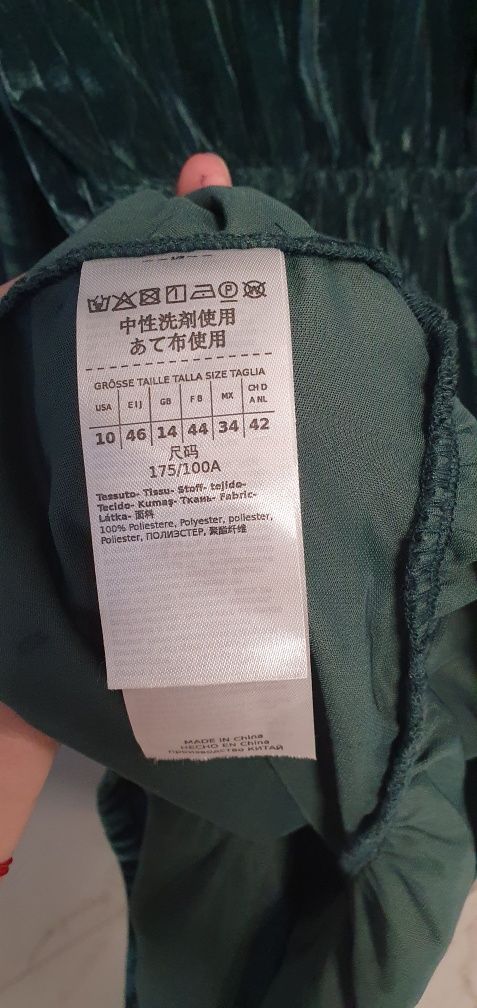 中性洗剤使用
あて布使用
GRÖSSE TAILLE TALLA SIZE TAGLIA
USA E I J GB F B MX CH D A NL
10 46 14 44 34 42
尺码
175/100A
Tessuto- Tissu- Stoff- tejido-
Tecido- Kumaş- Ткань- Fabric-
Látka- 面料
100% Poliestere, Polyester, poliester,
Poliester, ПОЛИЭСТЕР, 聚酯纤维
MADE IN China
HECHO EN China
производство КИТАЙ